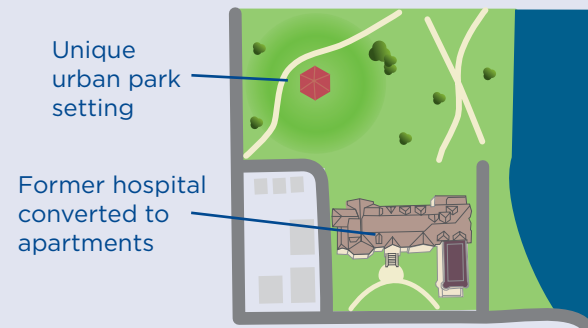 Unique
urban park
setting
Former hospital
converted to
apartments